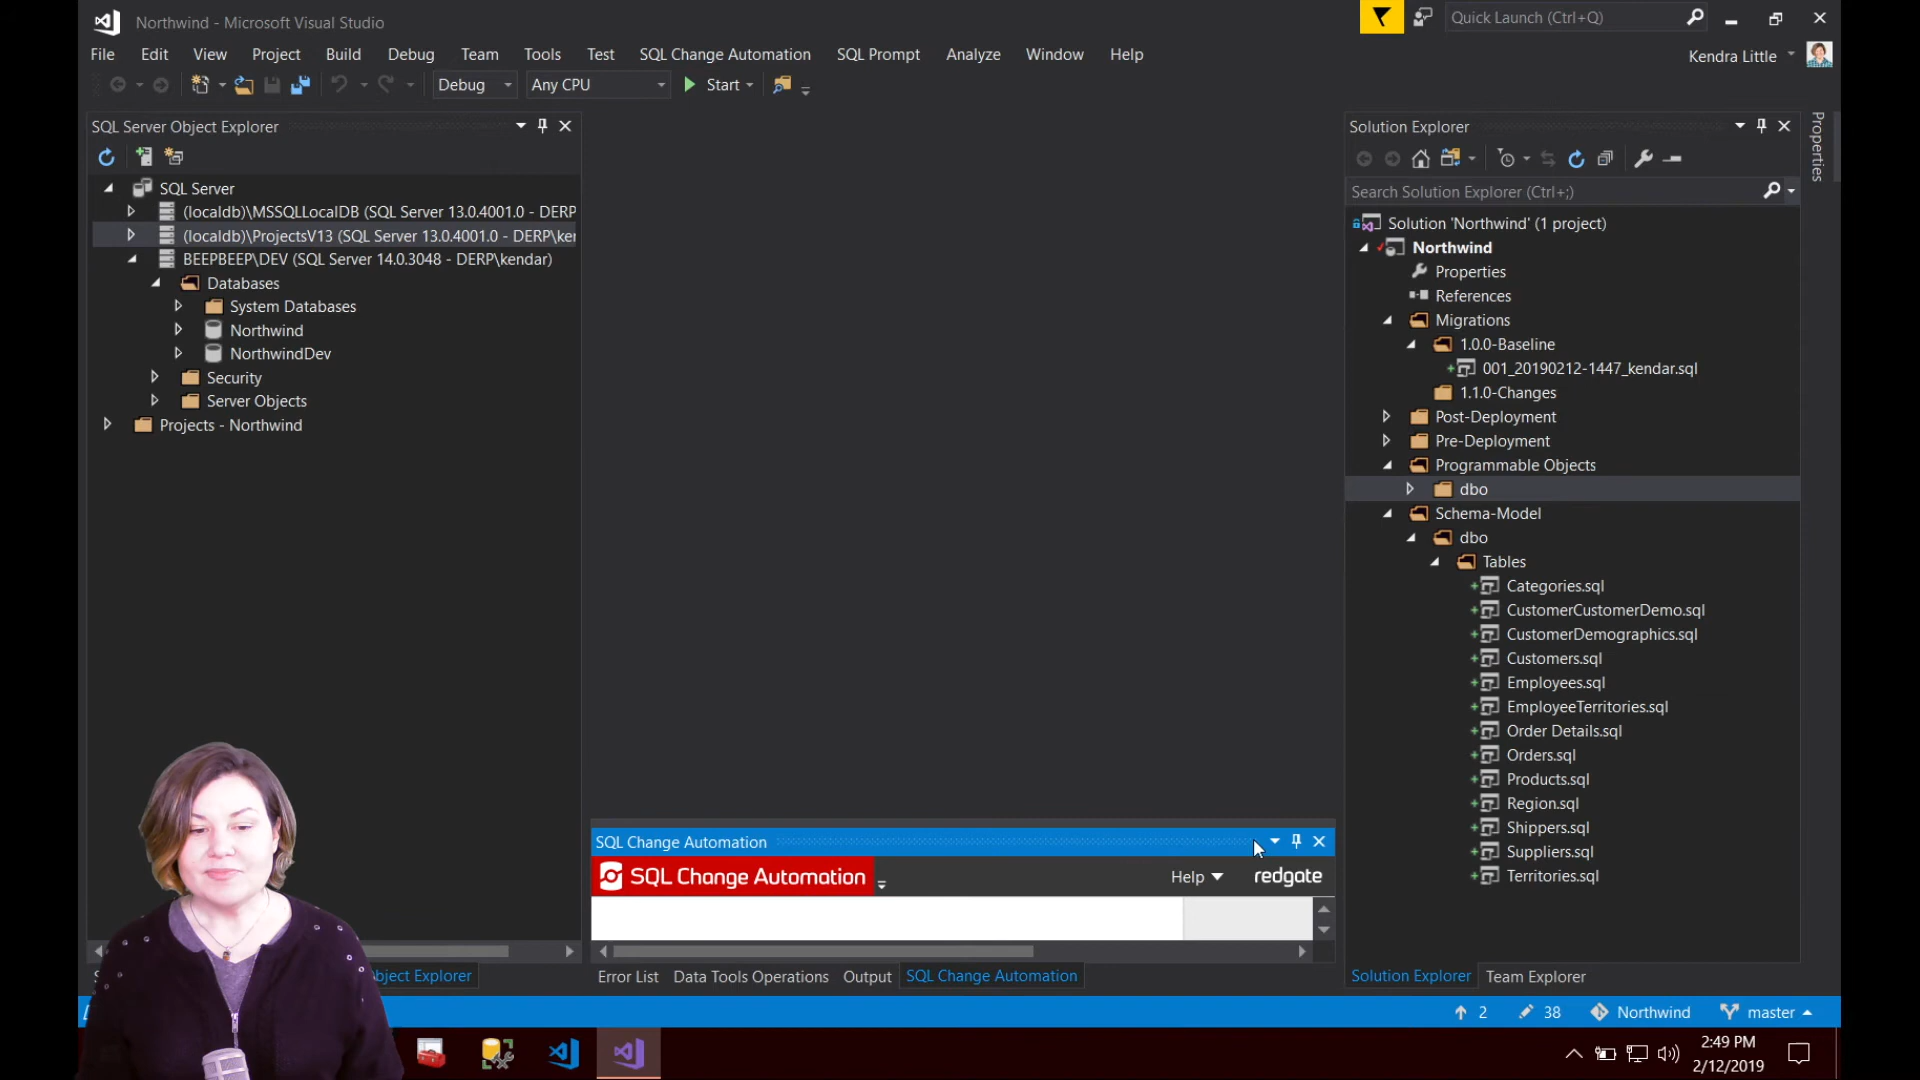 Northwind - Microsoft Visual Studio
Quick Launch (Ctrl+Q)
File Edit View Project Build Debug Team Tools Test SQL Change Automation SQL Prompt Analyze Window Help
Kendra Little
Debug Any CPU Start
SQL Server Object Explorer
SQL Server
(localdb)\MSSQLLocalDB (SQL Server 13.0.4001.0 - DERP
(localdb)\ProjectsV13 (SQL Server 13.0.4001.0 - DERP\ker
BEEPBEEP\DEV (SQL Server 14.0.3048 - DERP\kendar)
Databases
System Databases
Northwind
NorthwindDev
Security
Server Objects
Projects - Northwind
Object Explorer
SQL Change Automation
SQL Change Automation
Help
redgate
Error List Data Tools Operations Output SQL Change Automation
Solution Explorer
Search Solution Explorer (Ctrl+;)
Solution 'Northwind' (1 project)
Northwind
Properties
References
Migrations
1.0.0-Baseline
001_20190212-1447_kendar.sql
1.1.0-Changes
Post-Deployment
Pre-Deployment
Programmable Objects
dbo
Schema-Model
dbo
Tables
Categories.sql
CustomerCustomerDemo.sql
CustomerDemographics.sql
Customers.sql
Employees.sql
EmployeeTerritories.sql
Order Details.sql
Orders.sql
Products.sql
Region.sql
Shippers.sql
Suppliers.sql
Territories.sql
Solution Explorer Team Explorer
Properties
2 38 Northwind master
2:49 PM
2/12/2019